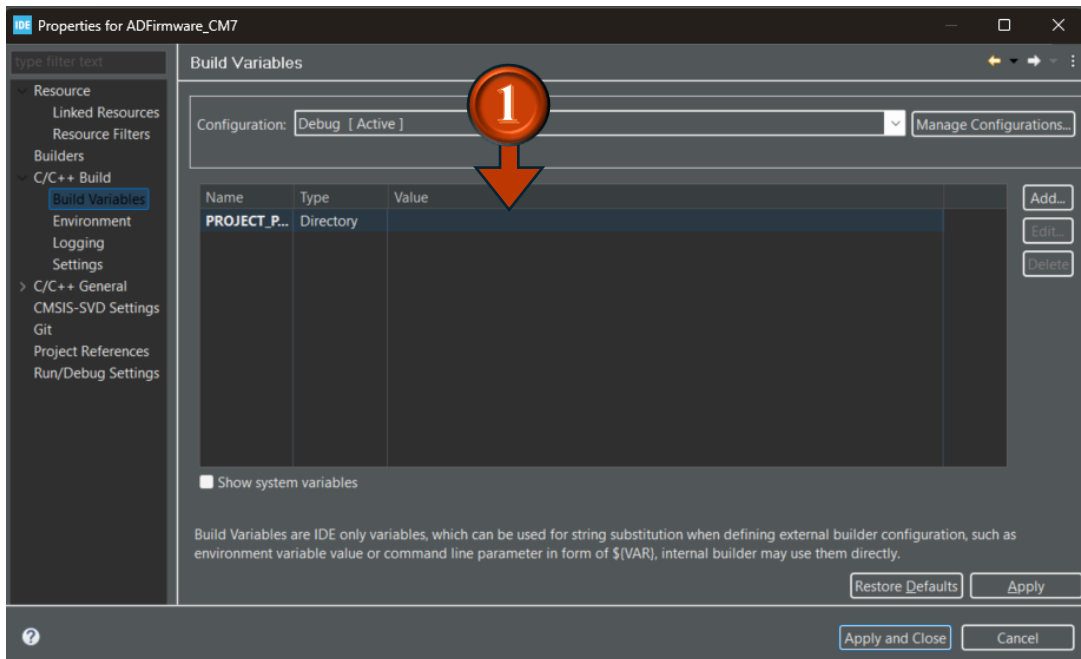 IDE Properties for ADFirmware_CM7
type filter text
Resource
Linked Resources
Resource Filters
Builders
C/C++ Build
Build Variables
Environment
Logging
Settings
C/C++ General
CMSIS-SVD Settings
Git
Project References
Run/Debug Settings
Build Variables
1
Configuration: Debug [ Active ] Manage Configurations...
Name Type Value
PROJECT_P... Directory
Add...
Edit...
Delete
Show system variables
Build Variables are IDE only variables, which can be used for string substitution when defining external builder configuration, such as
environment variable value or command line parameter in form of ${VAR}, internal builder may use them directly.
Restore Defaults Apply
? Apply and Close Cancel